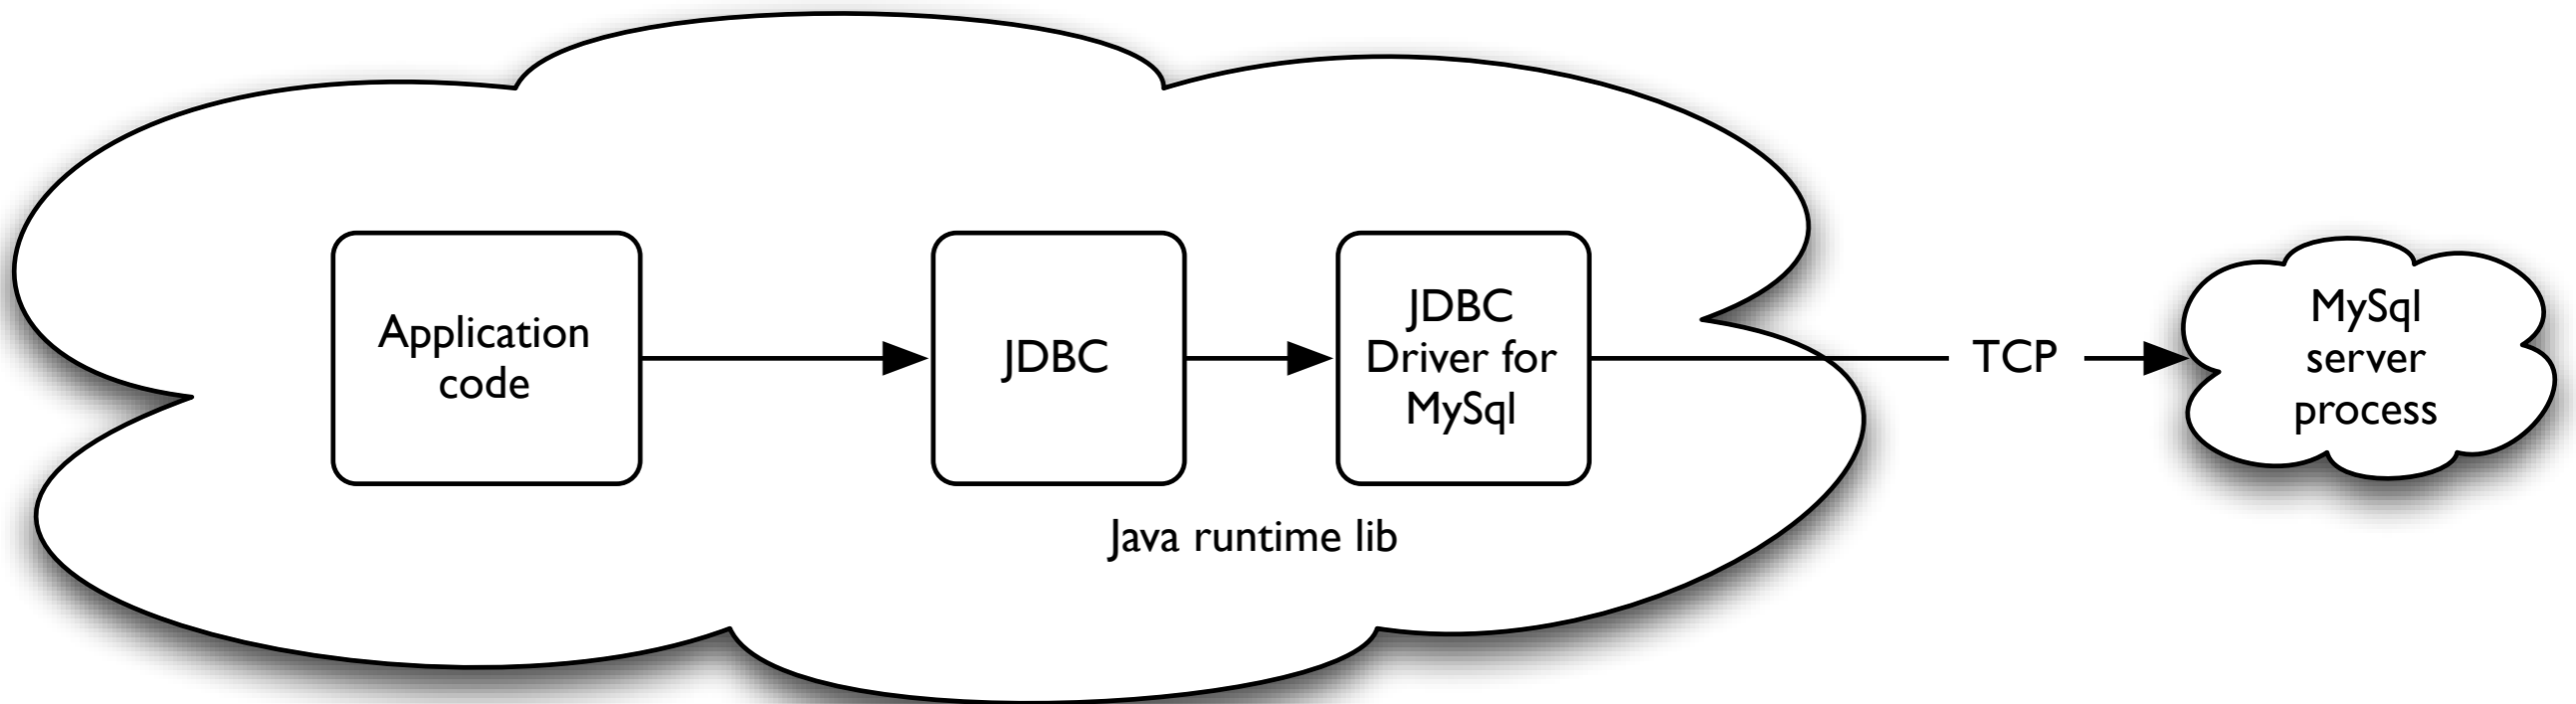 Application
code
JDBC
JDBC
Driver for
MySql
TCP
MySql
server
process
Java runtime lib